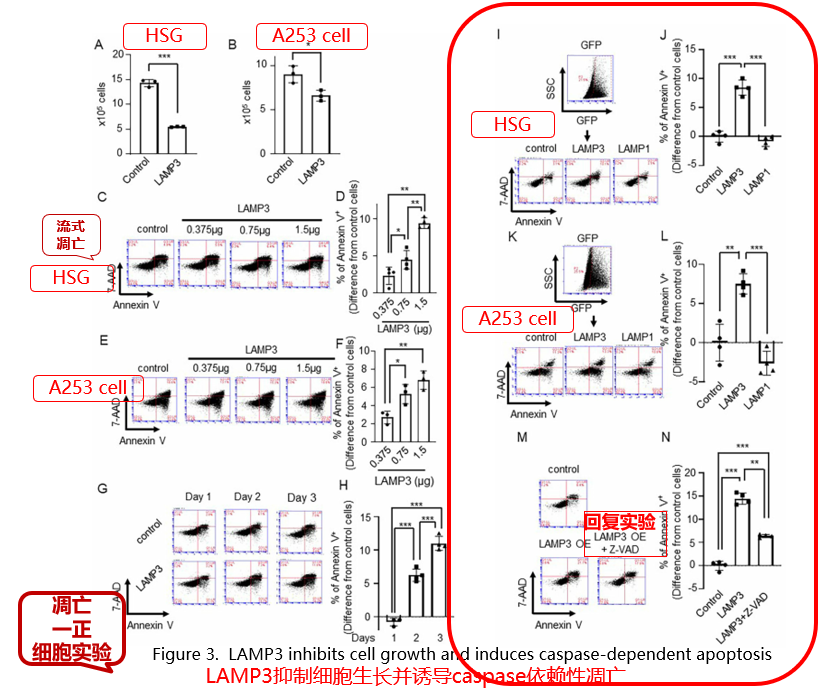 A
HSG
***
x10⁵ cells
20
15
10
5
0
Control
LAMP3
B
A253 cell
*
x10⁵ cells
10
5
0
Control
LAMP3
C
流式
凋亡
HSG
LAMP3
control
0.375μg
0.75μg
1.5μg
7-AAD
Annexin V
D
% of Annexin V⁺
(Difference from control cells)
10
5
0
*
**
**
0.375
0.75
1.5
LAMP3 (μg)
E
A253 cell
LAMP3
control
0.375μg
0.75μg
1.5μg
7-AAD
Annexin V
F
% of Annexin V⁺
(Difference from control cells)
10
8
6
4
2
0
*
**
0.375
0.75
1.5
LAMP3 (μg)
G
Day 1
Day 2
Day 3
control
LAMP3
7-AAD
Annexin V
H
% of Annexin V⁺
(Difference from control cells)
15
10
5
0
***
***
***
Days
1
2
3
I
GFP
SSC
GFP
HSG
control
LAMP3
LAMP1
7-AAD
Annexin V
J
% of Annexin V⁺
(Difference from control cells)
15
10
5
0
-5
***
***
Control
LAMP3
LAMP1
K
GFP
SSC
GFP
A253 cell
control
LAMP3
LAMP1
7-AAD
Annexin V
L
% of Annexin V⁺
(Difference from control cells)
10
5
0
-5
**
***
Control
LAMP3
LAMP1
M
control
回复实验
LAMP3 OE
LAMP3 OE
+ Z-VAD
7-AAD
Annexin V
N
% of Annexin V⁺
(Difference from control cells)
20
15
10
5
0
-5
***
***
**
Control
LAMP3
LAMP3+Z-VAD
凋亡
一正
细胞实验
Figure 3. LAMP3 inhibits cell growth and induces caspase-dependent apoptosis
LAMP3抑制细胞生长并诱导caspase依赖性凋亡